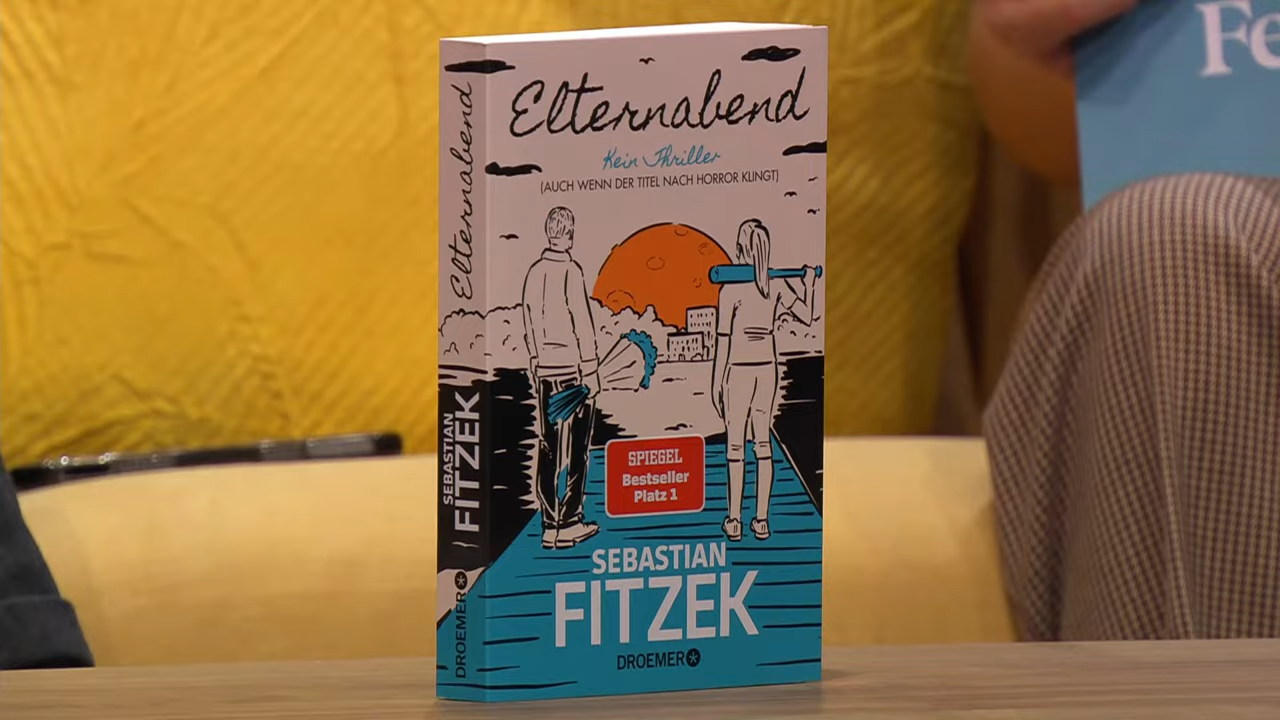 Elternabend
Kein Thriller
(AUCH WENN DER TITEL NACH HORROR KLINGT)
SPIEGEL
Bestseller
Platz 1
SEBASTIAN
FITZEK
DROEMER
Elternabend
SEBASTIAN
FITZEK
DROEMER
Fe